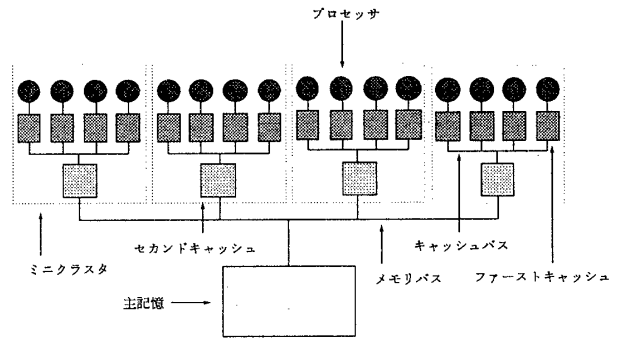 プロセッサ
セカンドキャッシュ
キャッシュバス
ミニクラスタ
メモリバス
ファーストキャッシュ
主記憶